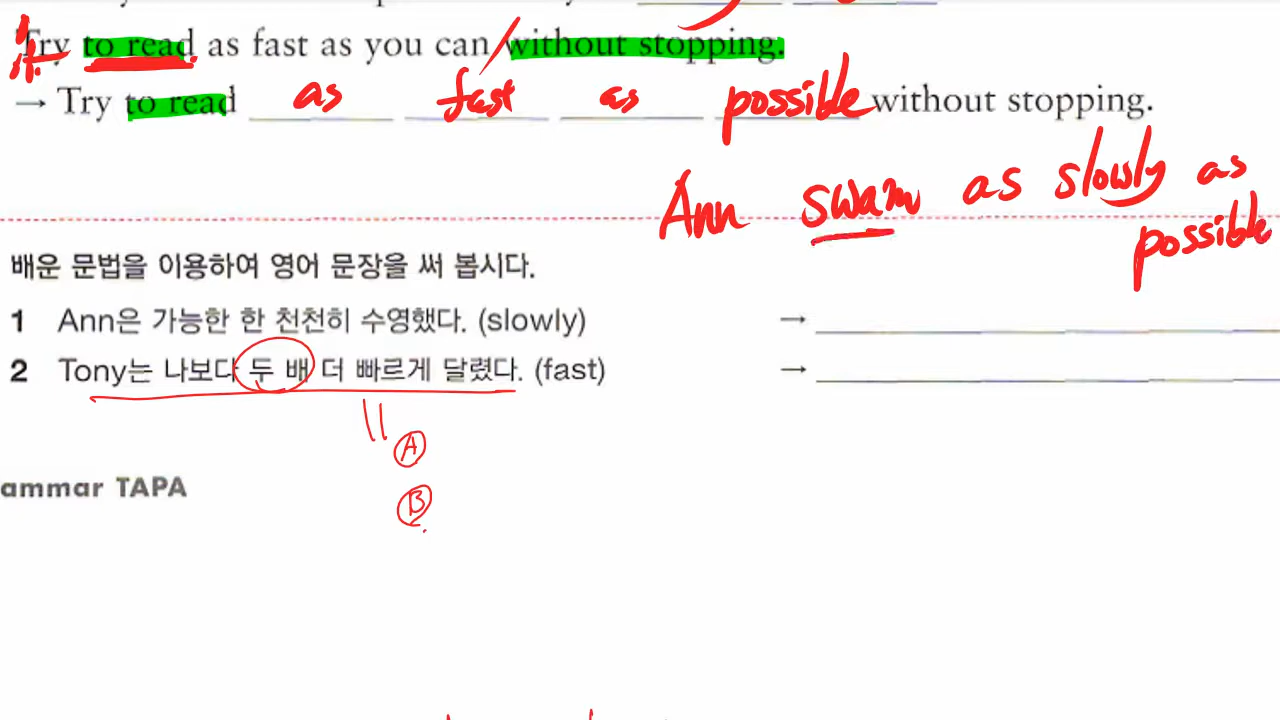 Try to read as fast as you can without stopping.
→ Try to read as fast as possible without stopping.
Ann swam as slowly as
possible
배운 문법을 이용하여 영어 문장을 써 봅시다.
1 Ann은 가능한 한 천천히 수영했다. (slowly) →
2 Tony는 나보다 두 배 더 빠르게 달렸다. (fast) →
A
B
ammar TAPA